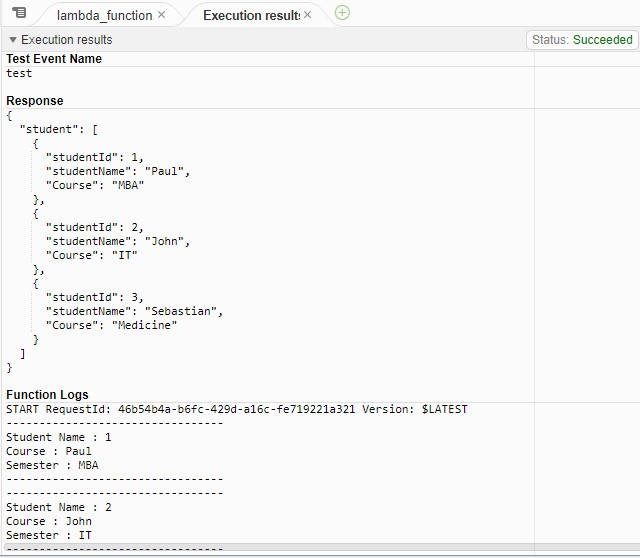 lambda_function ×
Execution results ×
Execution results
Status: Succeeded
Test Event Name
test
Response
{
  "student": [
    {
      "studentId": 1,
      "studentName": "Paul",
      "Course": "MBA"
    },
    {
      "studentId": 2,
      "studentName": "John",
      "Course": "IT"
    },
    {
      "studentId": 3,
      "studentName": "Sebastian",
      "Course": "Medicine"
    }
  ]
}
Function Logs
START RequestId: 46b54b4a-b6fc-429d-a16c-fe719221a321 Version: $LATEST
--------------------------------
Student Name : 1
Course : Paul
Semester : MBA
--------------------------------
--------------------------------
Student Name : 2
Course : John
Semester : IT
--------------------------------